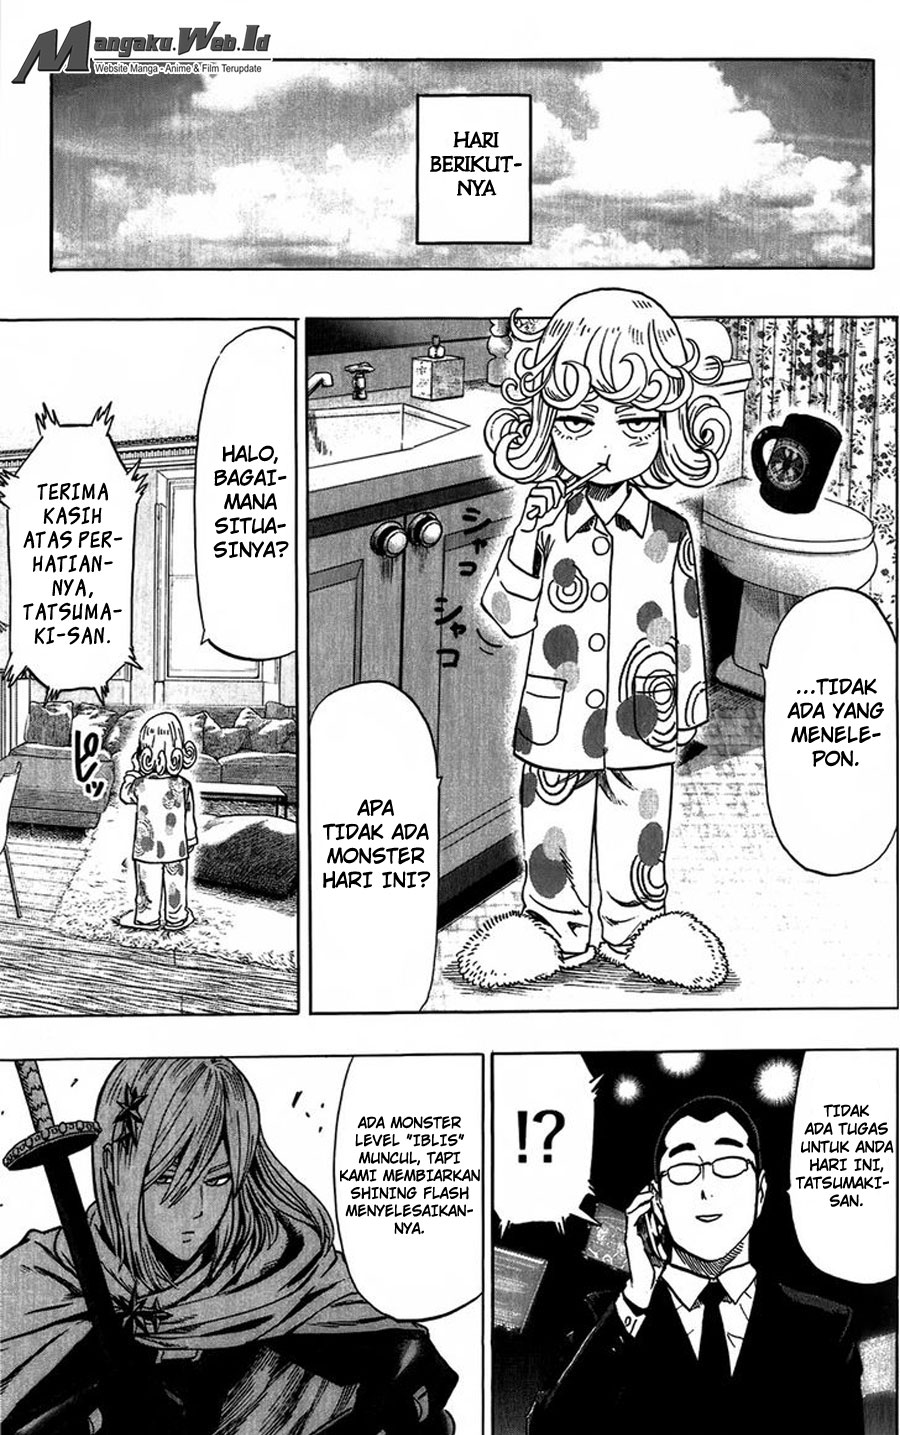 Mangaku.Web.Id
Website Manga - Anime & Film Terupdate
HARI
BERIKUT-
NYA
...TIDAK
ADA YANG
MENELE-
PON.
シャコ
シャコ
APA
TIDAK ADA
MONSTER
HARI INI?
HALO,
BAGAI-
MANA
SITUA-
SINYA?
TERIMA
KASIH
ATAS PER-
HATIAN-
NYA,
TATSUMA-
KI-SAN.
ピッ
TIDAK
ADA TUGAS
UNTUK ANDA
HARI INI,
TATSUMAKI-
SAN.
!?
ADA MONSTER
LEVEL "IBLIS"
MUNCUL, TAPI
KAMI MEMBIARKAN
SHINING FLASH
MENYELESAIKAN-
NYA.